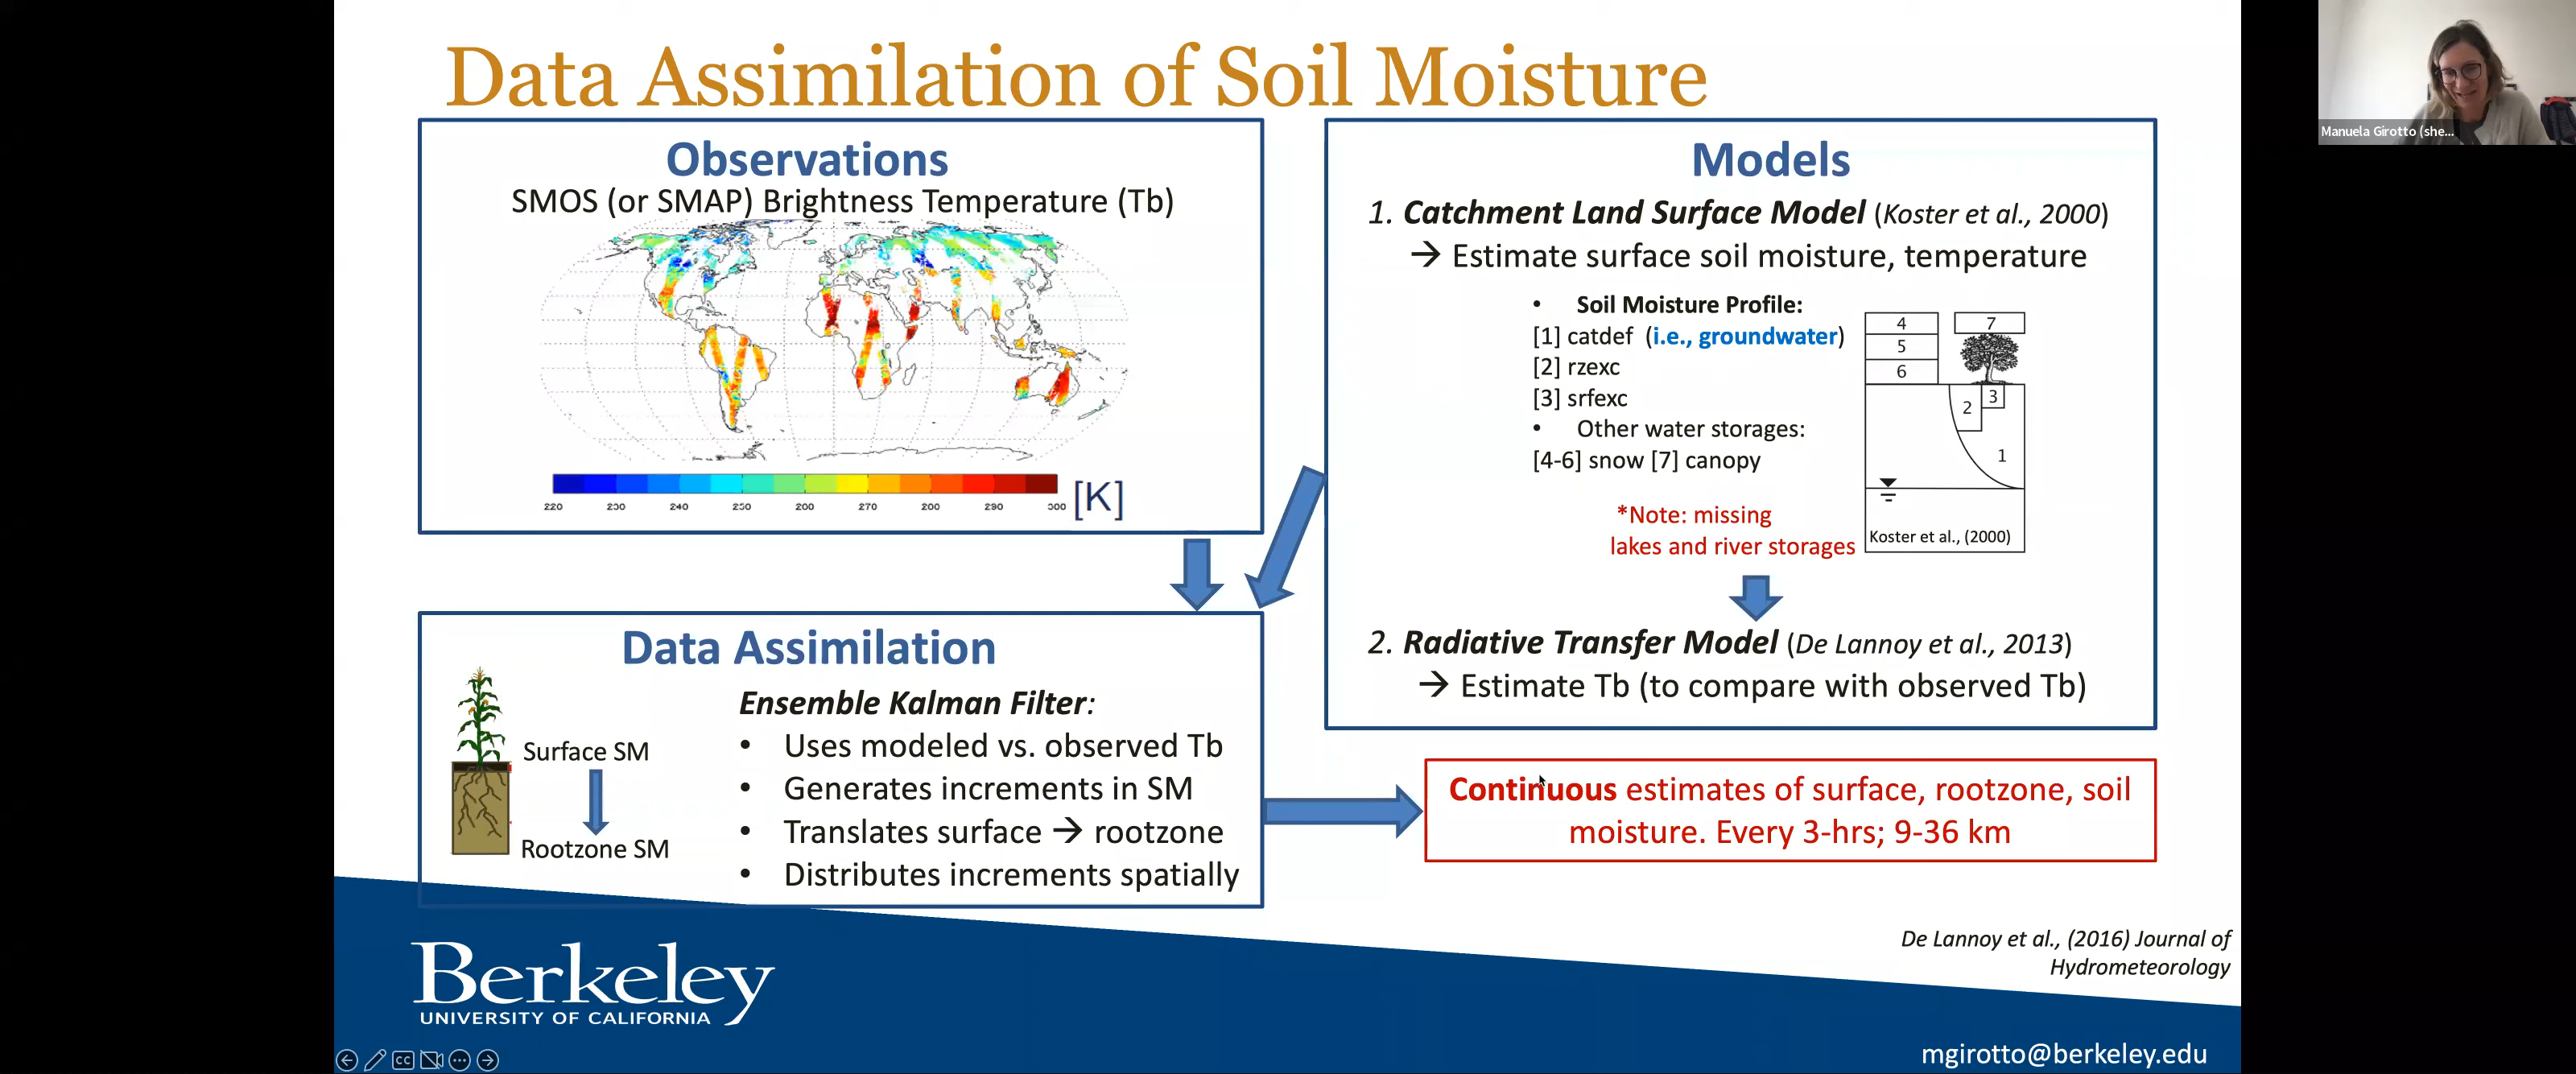 Data Assimilation of Soil Moisture
Manuela Girotto (she...
Observations
SMOS (or SMAP) Brightness Temperature (Tb)
220 230 240 250 200 270 200 290 300 [K]
Models
1. Catchment Land Surface Model (Koster et al., 2000)
→ Estimate surface soil moisture, temperature
• Soil Moisture Profile:
[1] catdef (i.e., groundwater)
[2] rzexc
[3] srfexc
• Other water storages:
[4-6] snow [7] canopy
*Note: missing
lakes and river storages
4
5
6
7
3
2
1
Koster et al., (2000)
2. Radiative Transfer Model (De Lannoy et al., 2013)
→ Estimate Tb (to compare with observed Tb)
Data Assimilation
Surface SM
Rootzone SM
Ensemble Kalman Filter:
• Uses modeled vs. observed Tb
• Generates increments in SM
• Translates surface → rootzone
• Distributes increments spatially
Continuous estimates of surface, rootzone, soil
moisture. Every 3-hrs; 9-36 km
De Lannoy et al., (2016) Journal of
Hydrometeorology
Berkeley
UNIVERSITY OF CALIFORNIA
CC
mgirotto@berkeley.edu